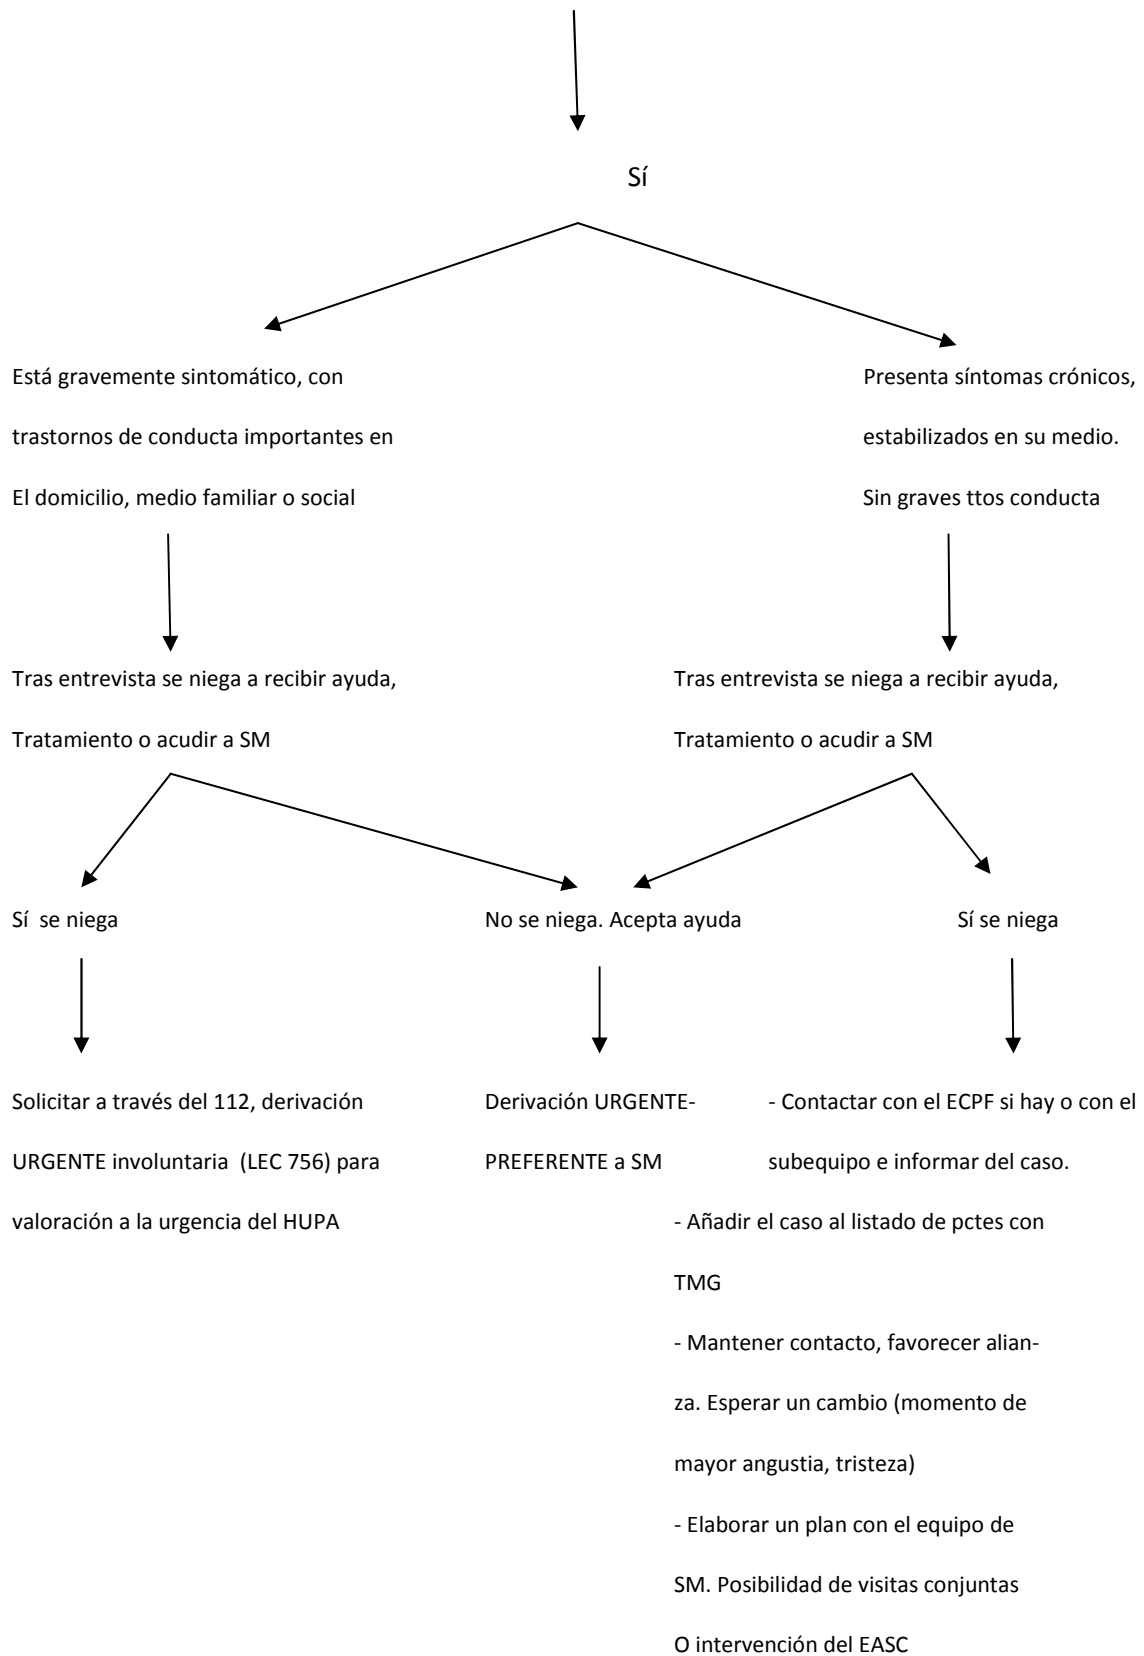 Sí
Está gravemente sintomático, con
trastornos de conducta importantes en
El domicilio, medio familiar o social
Presenta síntomas crónicos,
estabilizados en su medio.
Sin graves ttos conducta
Tras entrevista se niega a recibir ayuda,
Tratamiento o acudir a SM
Tras entrevista se niega a recibir ayuda,
Tratamiento o acudir a SM
Sí  se niega
No se niega. Acepta ayuda
Sí se niega
Solicitar a través del 112, derivación
URGENTE involuntaria  (LEC 756) para
valoración a la urgencia del HUPA
Derivación URGENTE-
PREFERENTE a SM
- Contactar con el ECPF si hay o con el
subequipo e informar del caso.
- Añadir el caso al listado de pctes con
TMG
- Mantener contacto, favorecer alian-
za. Esperar un cambio (momento de
mayor angustia, tristeza)
- Elaborar un plan con el equipo de
SM. Posibilidad de visitas conjuntas
O intervención del EASC